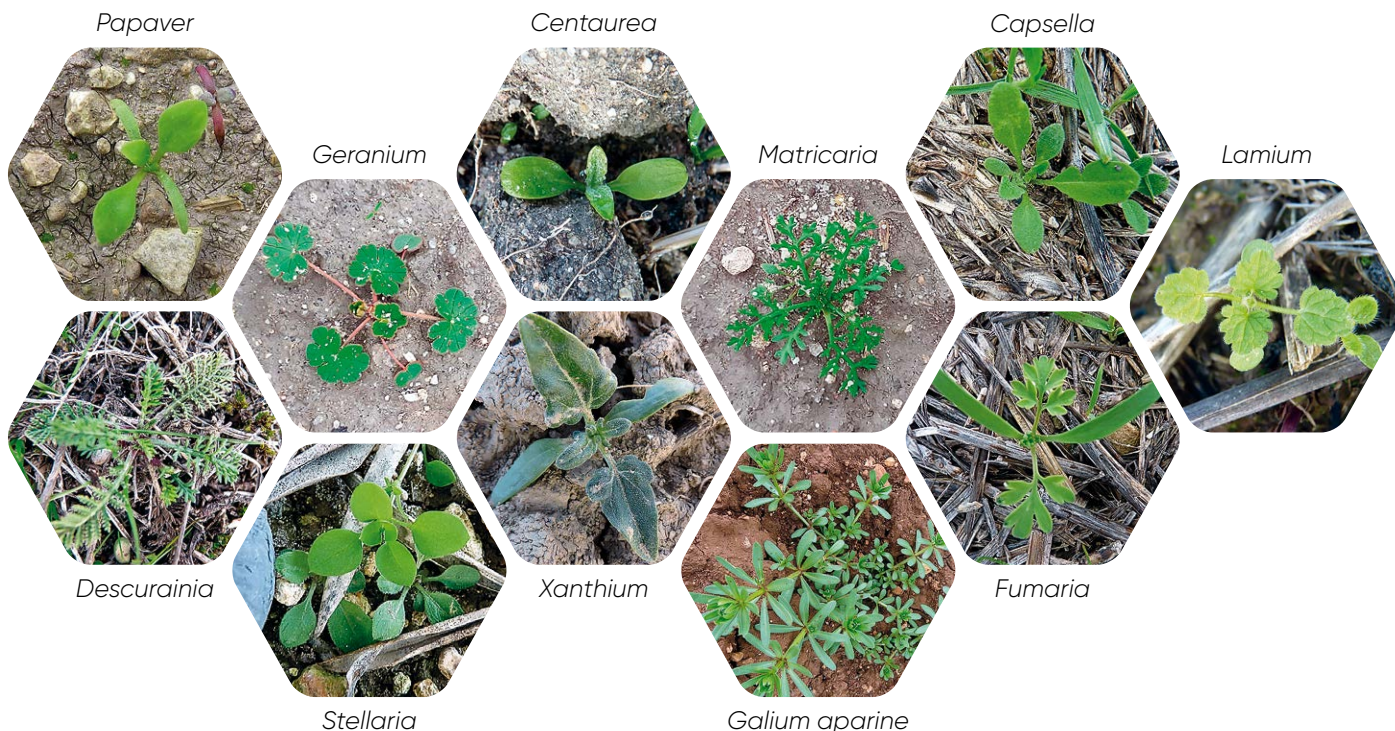 Papaver
Centaurea
Capsella
Geranium
Matricaria
Lamium
Descurainia
Xanthium
Fumaria
Stellaria
Galium aparine